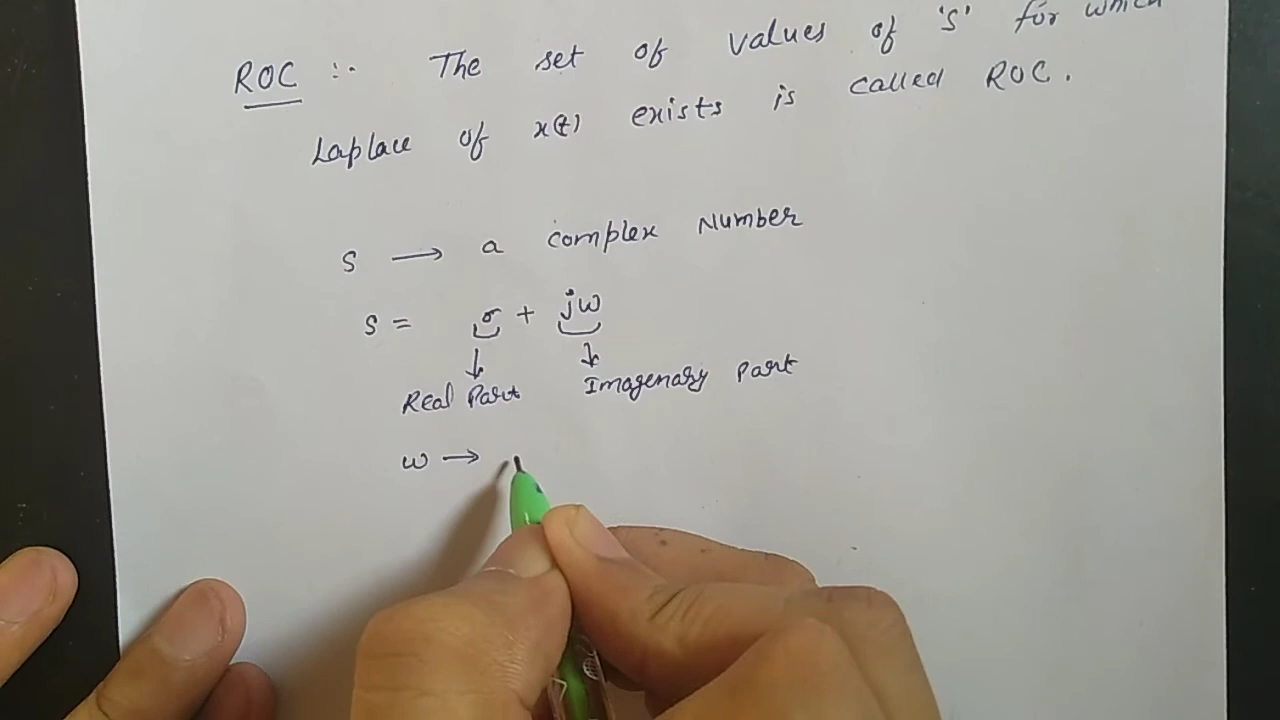 ROC :- The set of values of 's' for which
Laplace of x(t) exists is called ROC.
s → a complex Number
s = σ + jω
Real Part Imagenary part
ω →